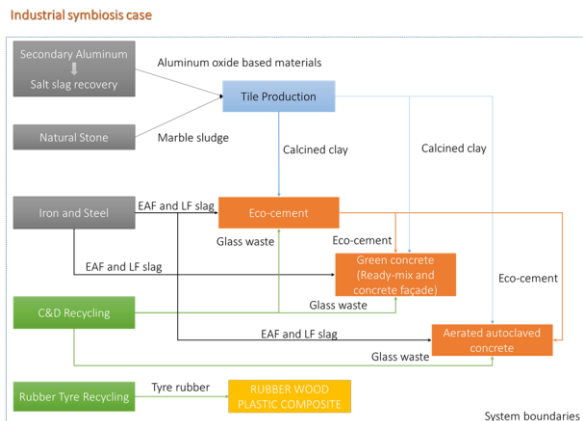 Industrial symbiosis case
Secondary Aluminum
Salt slag recovery
Aluminum oxide based materials
Tile Production
Natural Stone
Marble sludge
Calcined clay
Calcined clay
Iron and Steel
EAF and LF slag
Eco-cement
Glass waste
Eco-cement
EAF and LF slag
Green concrete
(Ready-mix and
concrete façade)
Eco-cement
C&D Recycling
Glass waste
EAF and LF slag
Aerated autoclaved
concrete
Glass waste
Rubber Tyre Recycling
Tyre rubber
RUBBER WOOD
PLASTIC COMPOSITE
System boundaries